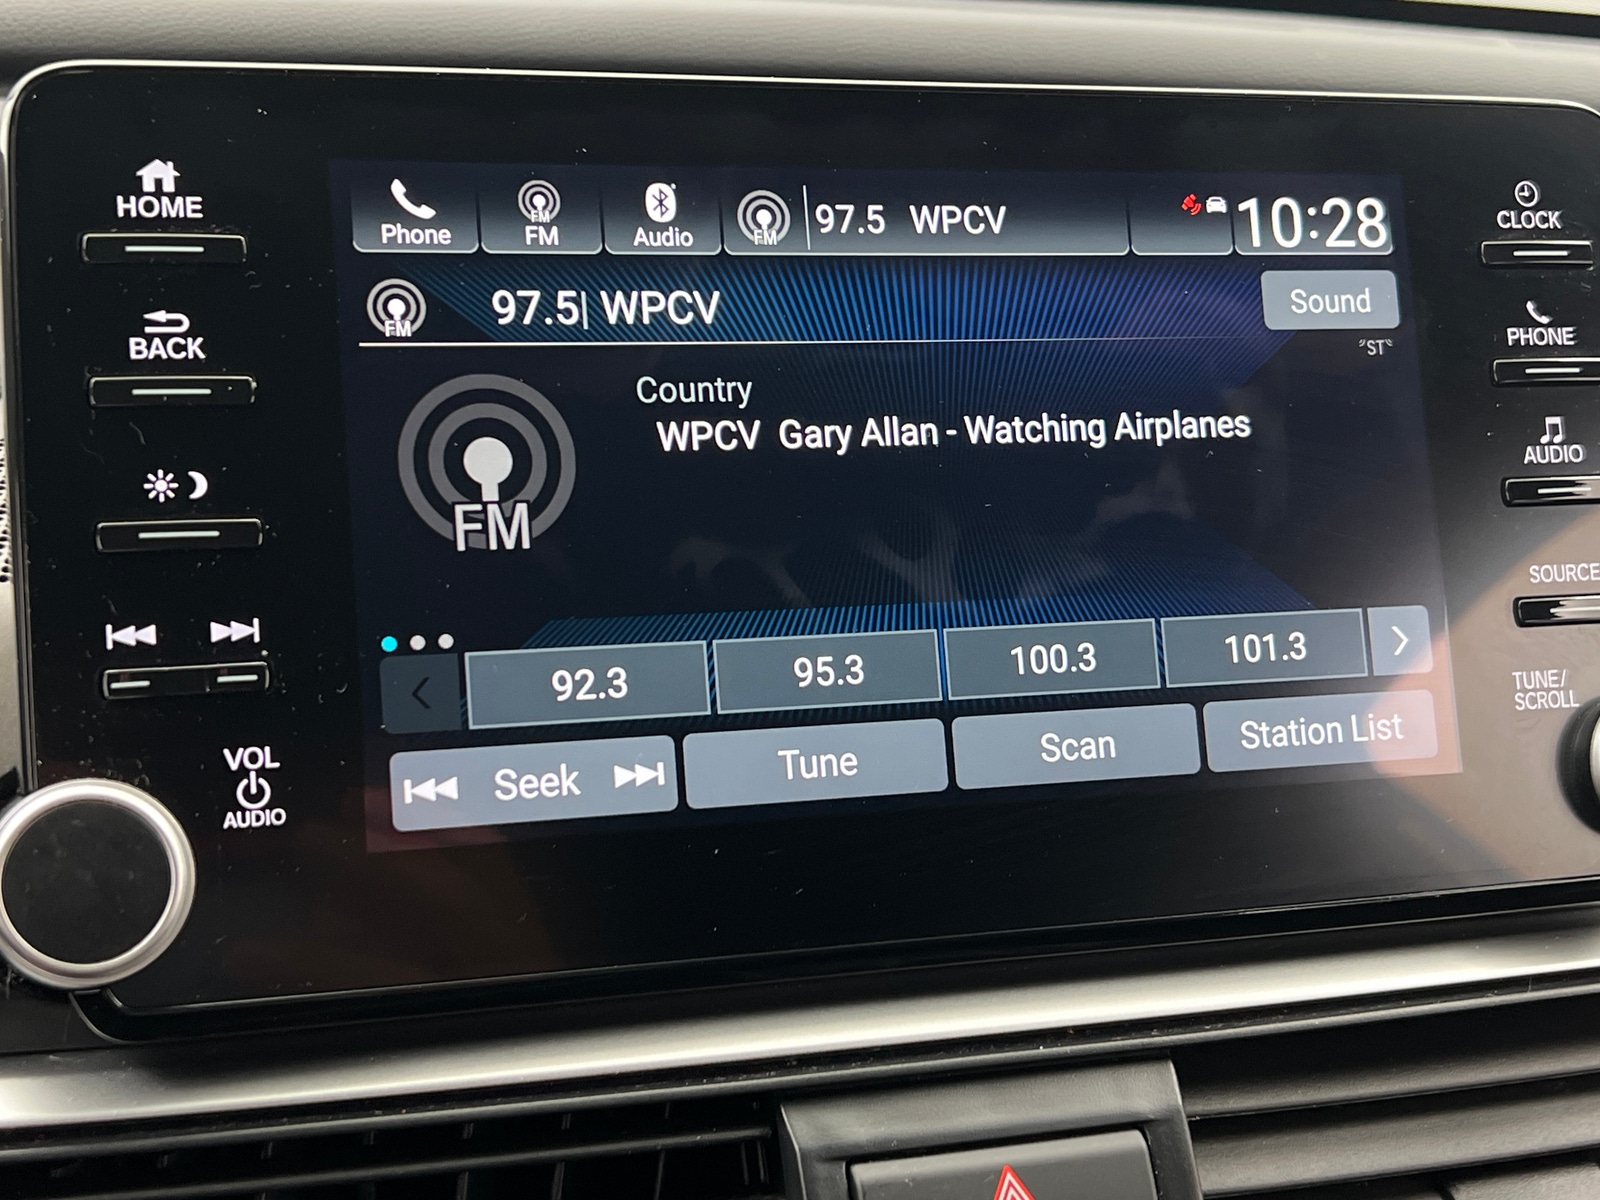 HOME
BACK
VOL
AUDIO
Phone
FM
FM
Audio
FM
97.5 WPCV
10:28
FM
97.5| WPCV
Sound
"ST"
Country
WPCV Gary Allan - Watching Airplanes
FM
92.3
95.3
100.3
101.3
Seek
Tune
Scan
Station List
CLOCK
PHONE
AUDIO
SOURCE
TUNE/
SCROLL